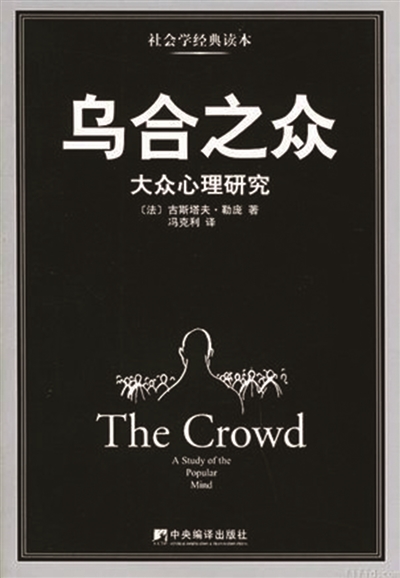 社会学经典读本
乌合之众
大众心理研究
〔法〕古斯塔夫·勒庞 著
冯克利 译
The Crowd
A Study of the
Popular
Mind
中央编译出版社